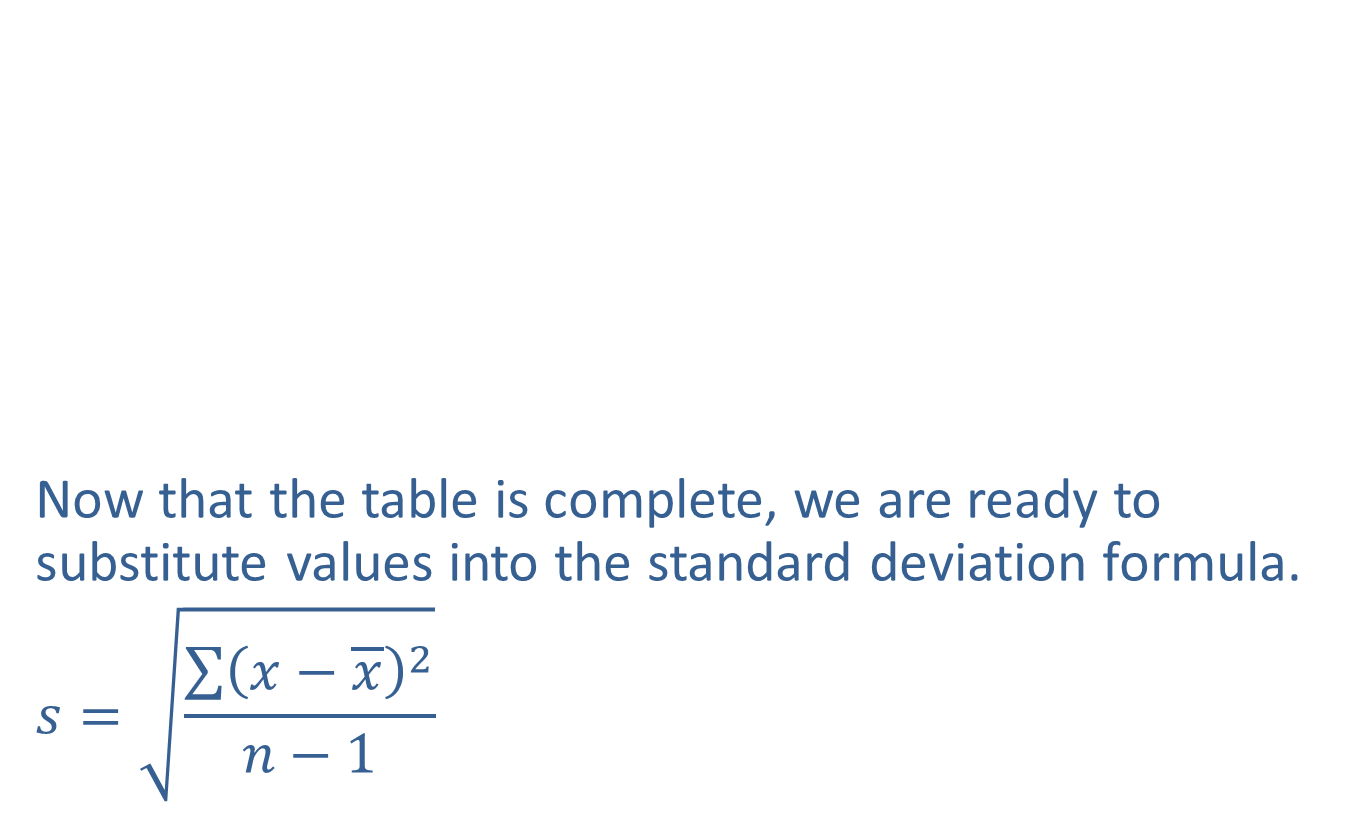 Now that the table is complete, we are ready to
substitute values into the standard deviation formula.
𝑠 = √(∑(𝑥 − x̅)² / (𝑛 − 1))